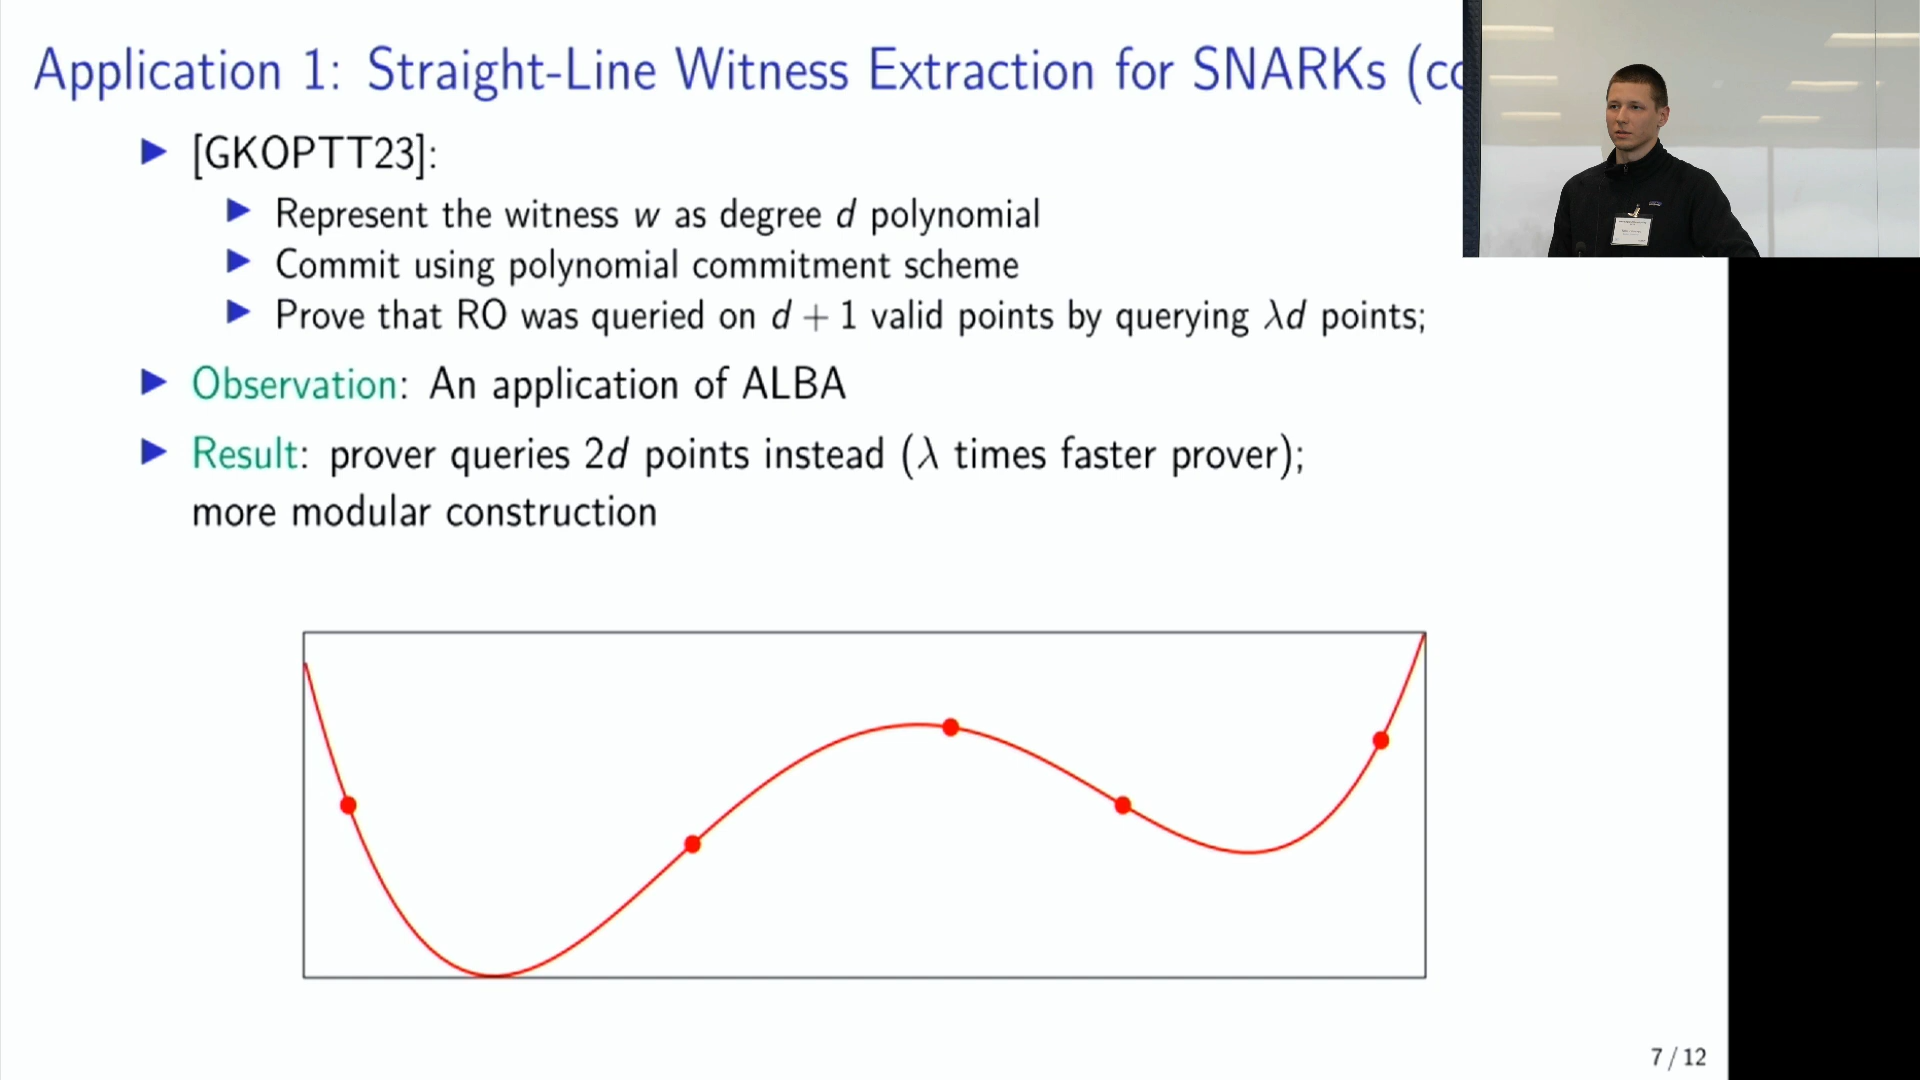 Application 1: Straight-Line Witness Extraction for SNARKs (co
[GKOPTT23]:
Represent the witness w as degree d polynomial
Commit using polynomial commitment scheme
Prove that RO was queried on d + 1 valid points by querying λd points;
Observation: An application of ALBA
Result: prover queries 2d points instead (λ times faster prover);
more modular construction
7 / 12